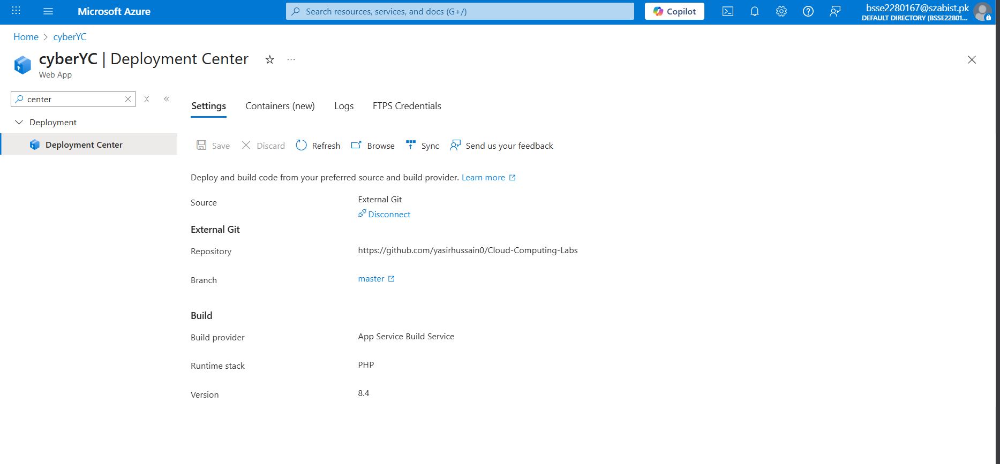 Microsoft Azure
Search resources, services, and docs (G+/)
Copilot
bsse2280167@szabist.pk
DEFAULT DIRECTORY (BSSE22801...
Home > cyberYC
cyberYC | Deployment Center
Web App
center
Deployment
Deployment Center
Settings Containers (new) Logs FTPS Credentials
Save Discard Refresh Browse Sync Send us your feedback
Deploy and build code from your preferred source and build provider. Learn more
Source External Git
Disconnect
External Git
Repository https://github.com/yasirhussain0/Cloud-Computing-Labs
Branch master
Build
Build provider App Service Build Service
Runtime stack PHP
Version 8.4